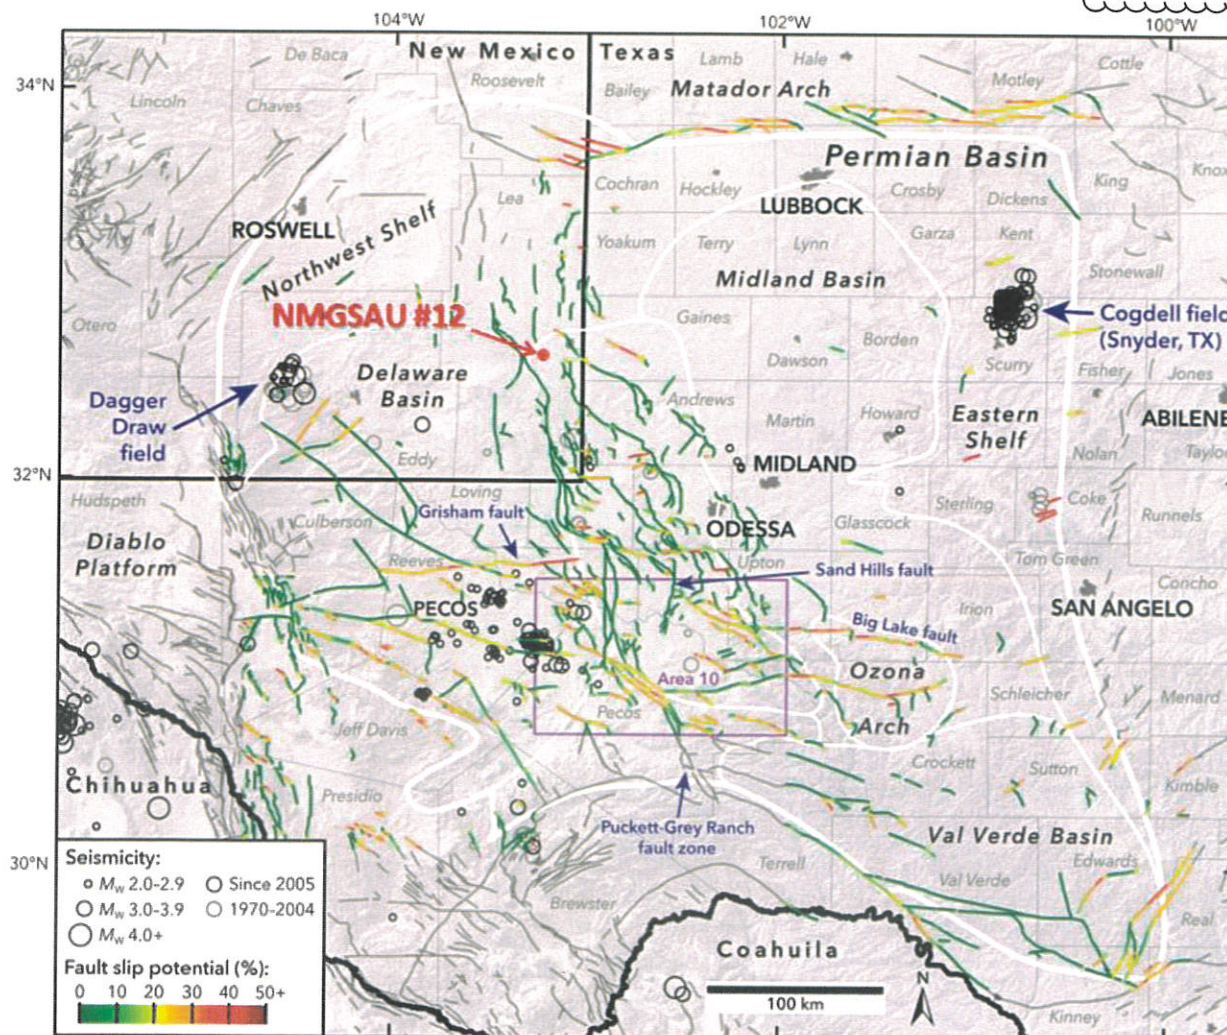 104°W
102°W
100°W
34°N
32°N
30°N
New Mexico
Texas
De Baca
Roosevelt
Lamb
Hale
Cottle
Motley
Bailey
Matador Arch
Lincoln
Chaves
Permian Basin
Cochran
Hockley
Crosby
Dickens
King
Knox
Lea
ROSWELL
LUBBOCK
Northwest Shelf
Yoakum
Terry
Lynn
Garza
Kent
Midland Basin
Stonewall
NMGSAU #12
Otero
Gaines
Cogdell field
(Snyder, TX)
Borden
Dawson
Scurry
Fisher
Jones
Delaware
Basin
Dagger
Draw
field
Andrews
Martin
Howard
Eastern
Shelf
ABILENE
Eddy
MIDLAND
Nolan
Taylor
Hudspeth
Loving
Culberson
Grisham fault
Sterling
Coke
Runnels
ODESSA
Glasscock
Diablo
Platform
Reeves
Upton
Sand Hills fault
Tom Green
Concho
PECOS
Irion
SAN ANGELO
Big Lake fault
Area 10
Ozona
Arch
Schleicher
Menard
Pecos
Jeff Davis
Crockett
Sutton
Kimble
Chihuahua
Presidio
Puckett-Grey Ranch
fault zone
Val Verde Basin
Terrell
Edwards
Val Verde
Brewster
Real
Coahuila
N
100 km
Kinney
Seismicity:
Mw 2.0-2.9
Since 2005
Mw 3.0-3.9
1970-2004
Mw 4.0+
Fault slip potential (%):
0 10 20 30 40 50+